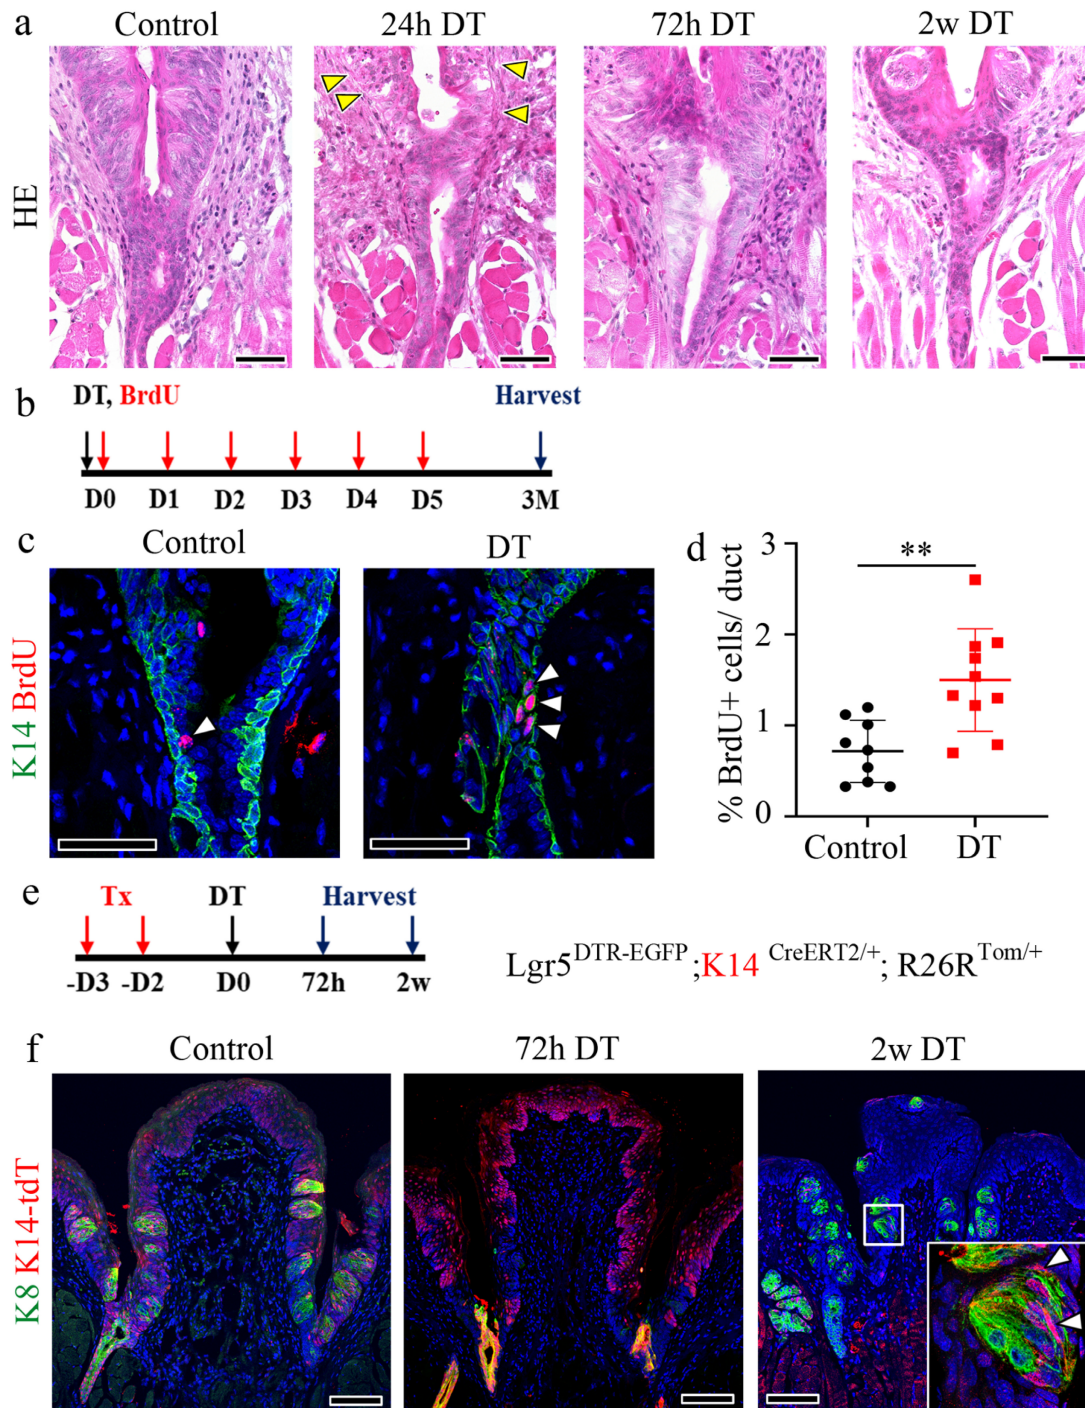 a
Control
24h DT
72h DT
2w DT
HE
b
DT, BrdU
Harvest
D0 D1 D2 D3 D4 D5 3M
c
Control
DT
K14 BrdU
d
3
2
1
0
**
% BrdU+ cells/ duct
Control
DT
e
Tx
DT
Harvest
-D3 -D2 D0 72h 2w
Lgr5DTR-EGFP;K14 CreERT2/+; R26RTom/+
f
Control
72h DT
2w DT
K8 K14-tdT